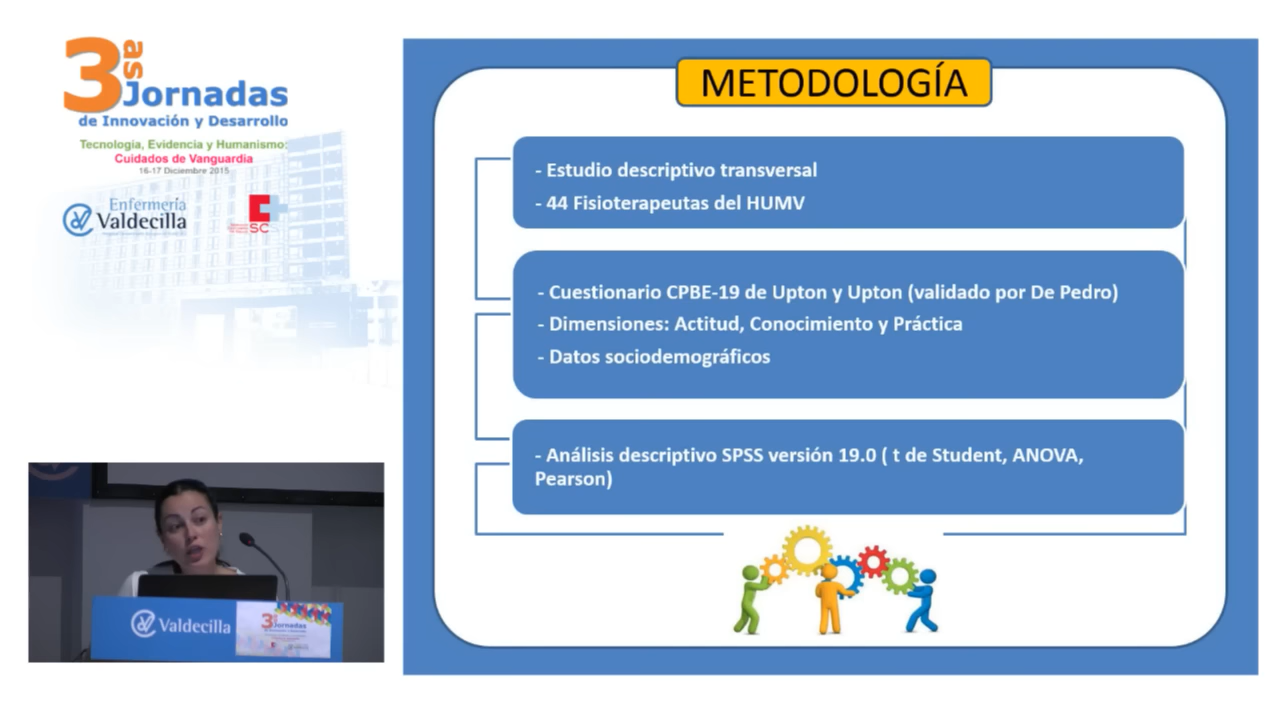 3as Jornadas
de Innovación y Desarrollo
Tecnología, Evidencia y Humanismo:
Cuidados de Vanguardia
16-17 Diciembre 2015
Enfermería
Valdecilla
SC
METODOLOGÍA
- Estudio descriptivo transversal
- 44 Fisioterapeutas del HUMV
- Cuestionario CPBE-19 de Upton y Upton (validado por De Pedro)
- Dimensiones: Actitud, Conocimiento y Práctica
- Datos sociodemográficos
- Análisis descriptivo SPSS versión 19.0 ( t de Student, ANOVA,
Pearson)
Valdecilla
3as Jornadas